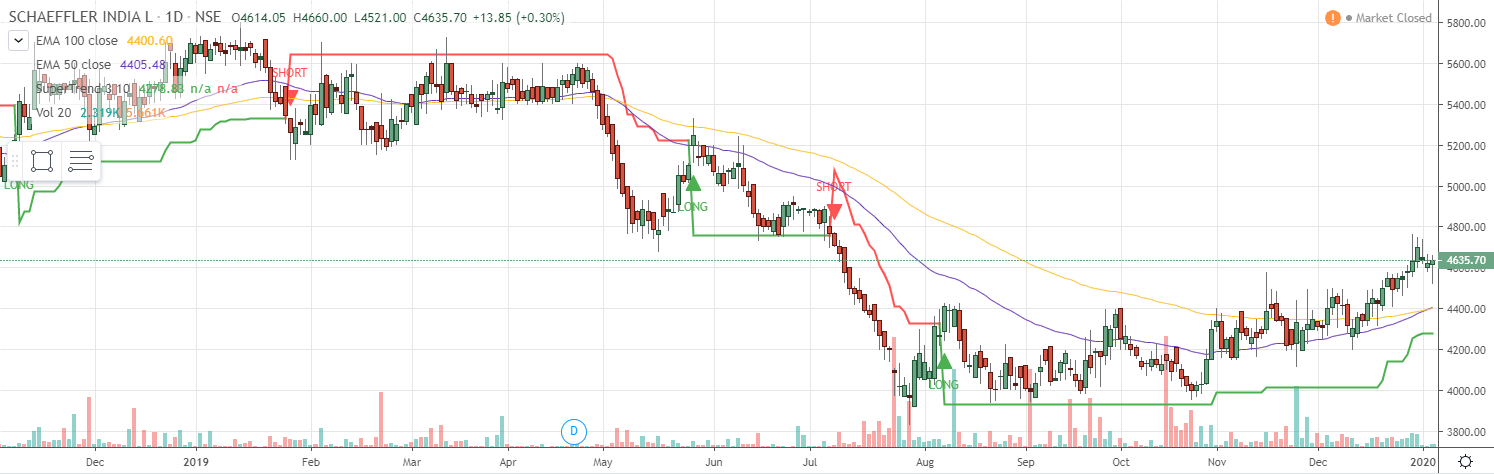 SCHAEFFLER INDIA L · 1D · NSE O4614.05 H4660.00 L4521.00 C4635.70 +13.85 (+0.30%)
! Market Closed
EMA 100 close 4400.60
EMA 50 close 4405.48
SuperTrend 3 10 4278.83 n/a n/a
Vol 20 2.319K 5.661K
SHORT
LONG
LONG
SHORT
LONG
D
5800.00
5600.00
5400.00
5200.00
5000.00
4800.00
4635.70
4600.00
4400.00
4200.00
4000.00
3800.00
Dec 2019 Feb Mar Apr May Jun Jul Aug Sep Oct Nov Dec 2020